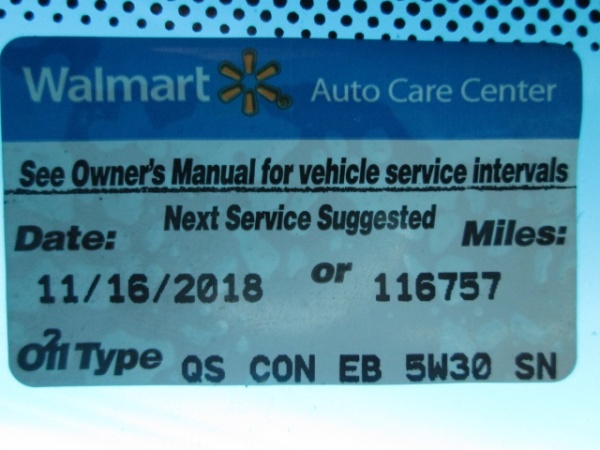 Walmart Auto Care Center
See Owner's Manual for vehicle service intervals
Next Service Suggested
Date: Miles:
11/16/2018 or 116757
Type QS CON EB 5W30 SN